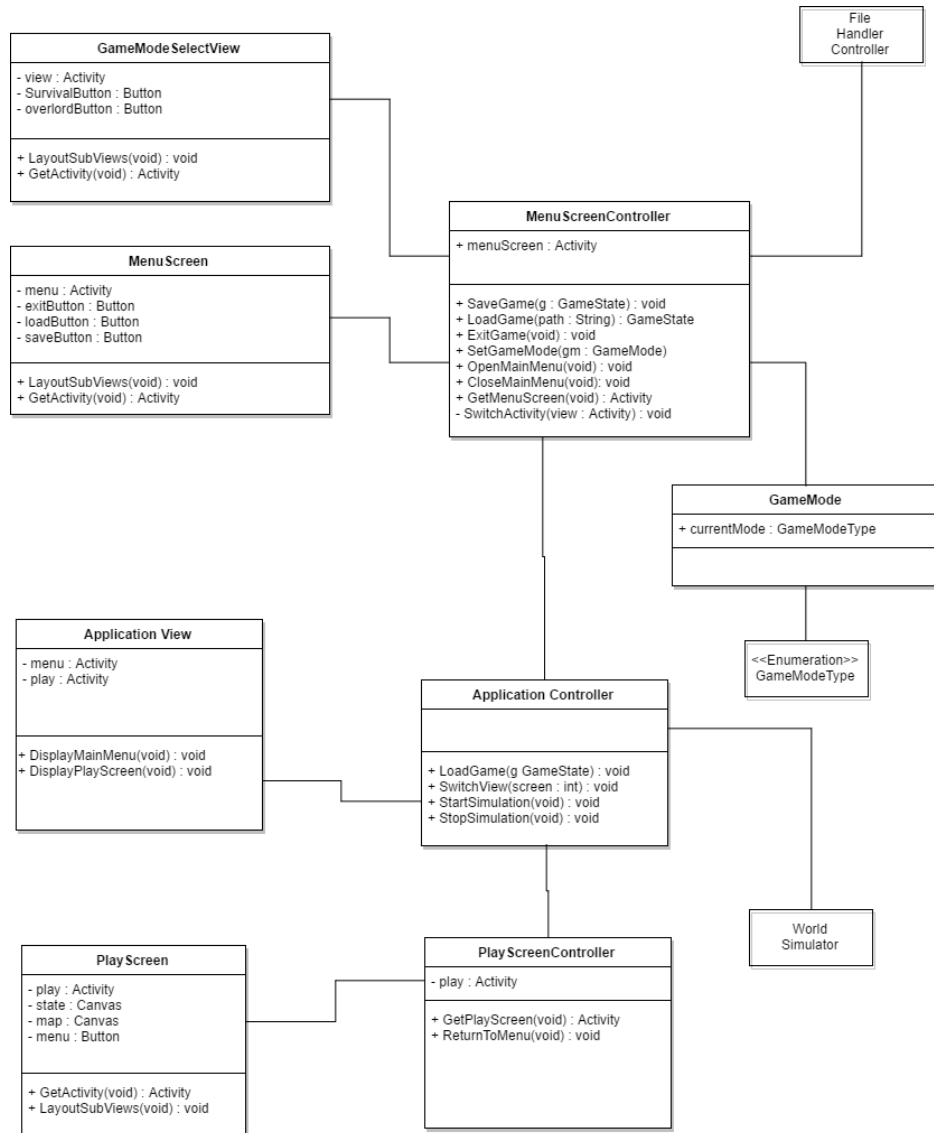 File
Handler
Controller
GameModeSelectView
- view : Activity
- SurvivalButton : Button
- overlordButton : Button
+ LayoutSubViews(void) : void
+ GetActivity(void) : Activity
MenuScreenController
+ menuScreen : Activity
+ SaveGame(g : GameState) : void
+ LoadGame(path : String) : GameState
+ ExitGame(void) : void
+ SetGameMode(gm : GameMode)
+ OpenMainMenu(void) : void
+ CloseMainMenu(void): void
+ GetMenuScreen(void) : Activity
- SwitchActivity(view : Activity) : void
MenuScreen
- menu : Activity
- exitButton : Button
- loadButton : Button
- saveButton : Button
+ LayoutSubViews(void) : void
+ GetActivity(void) : Activity
GameMode
+ currentMode : GameModeType
<<Enumeration>>
GameModeType
Application View
- menu : Activity
- play : Activity
+ DisplayMainMenu(void) : void
+ DisplayPlayScreen(void) : void
Application Controller
+ LoadGame(g GameState) : void
+ SwitchView(screen : int) : void
+ StartSimulation(void) : void
+ StopSimulation(void) : void
World
Simulator
PlayScreen
- play : Activity
- state : Canvas
- map : Canvas
- menu : Button
+ GetActivity(void) : Activity
+ LayoutSubViews(void) : void
PlayScreenController
- play : Activity
+ GetPlayScreen(void) : Activity
+ ReturnToMenu(void) : void